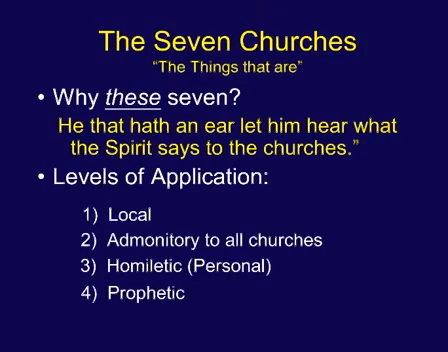 The Seven Churches
“The Things that are”
• Why these seven?
He that hath an ear let him hear what
the Spirit says to the churches.”
• Levels of Application:
1) Local
2) Admonitory to all churches
3) Homiletic (Personal)
4) Prophetic